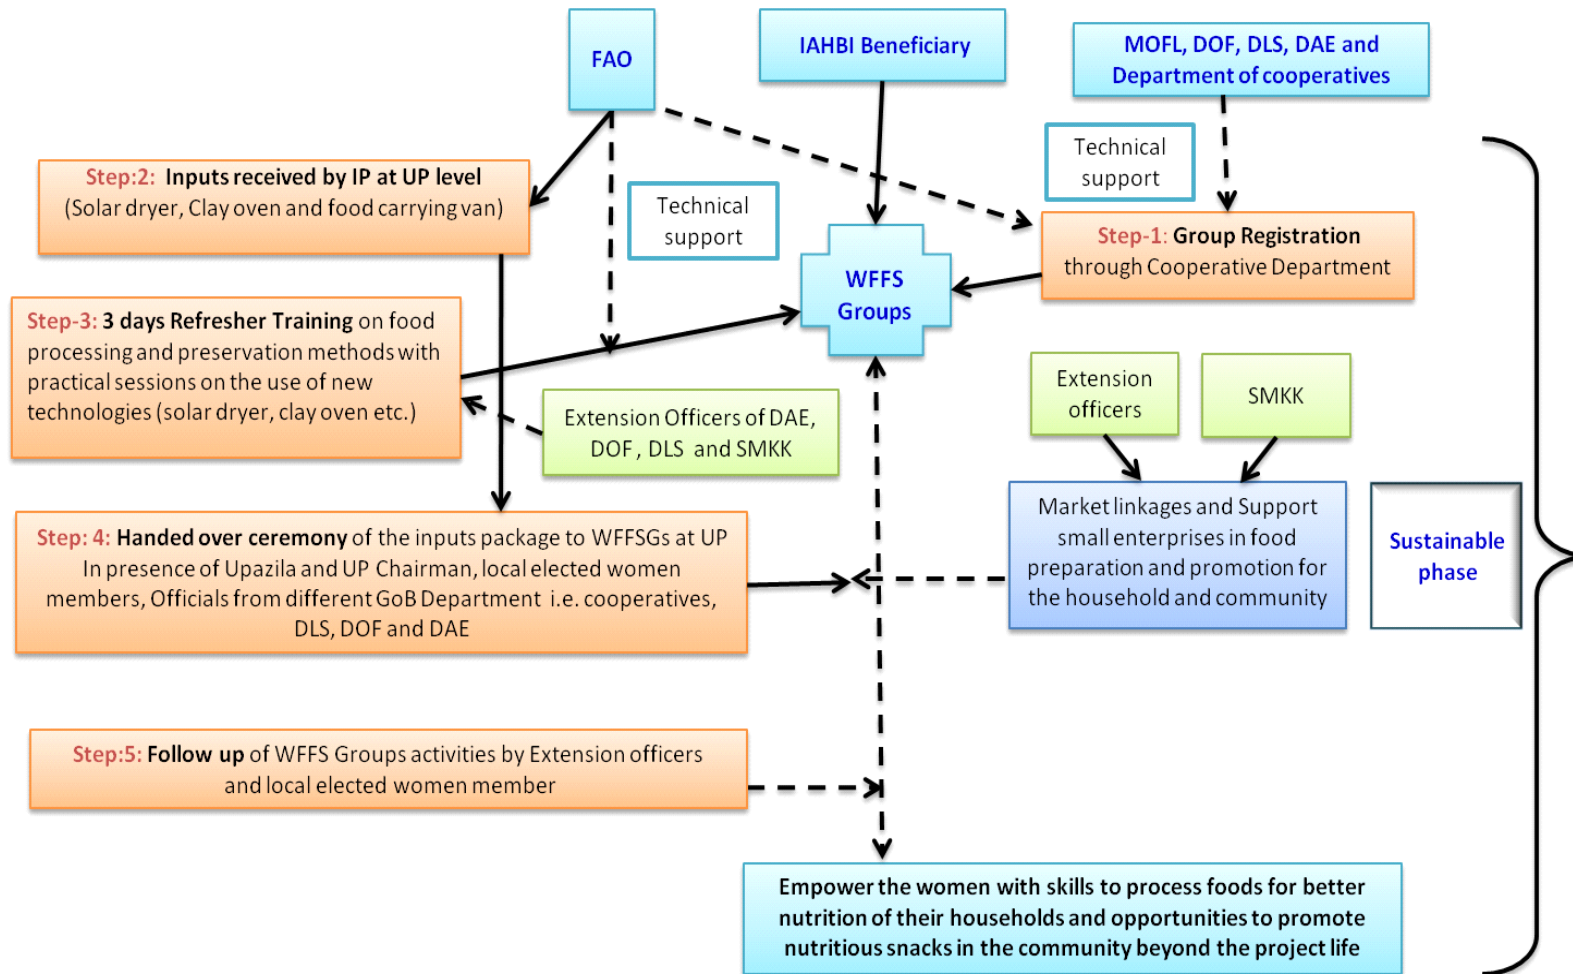 FAO
IAHBI Beneficiary
MOFL, DOF, DLS, DAE and
Department of cooperatives
Technical
support
Step:2: Inputs received by IP at UP level
(Solar dryer, Clay oven and food carrying van)
Technical
support
Step-1: Group Registration
through Cooperative Department
WFFS
Groups
Step-3: 3 days Refresher Training on food
processing and preservation methods with
practical sessions on the use of new
technologies (solar dryer, clay oven etc.)
Extension Officers of DAE,
DOF , DLS and SMKK
Extension
officers
SMKK
Step: 4: Handed over ceremony of the inputs package to WFFSGs at UP
In presence of Upazila and UP Chairman, local elected women
members, Officials from different GoB Department i.e. cooperatives,
DLS, DOF and DAE
Market linkages and Support
small enterprises in food
preparation and promotion for
the household and community
Sustainable
phase
Step:5: Follow up of WFFS Groups activities by Extension officers
and local elected women member
Empower the women with skills to process foods for better
nutrition of their households and opportunities to promote
nutritious snacks in the community beyond the project life